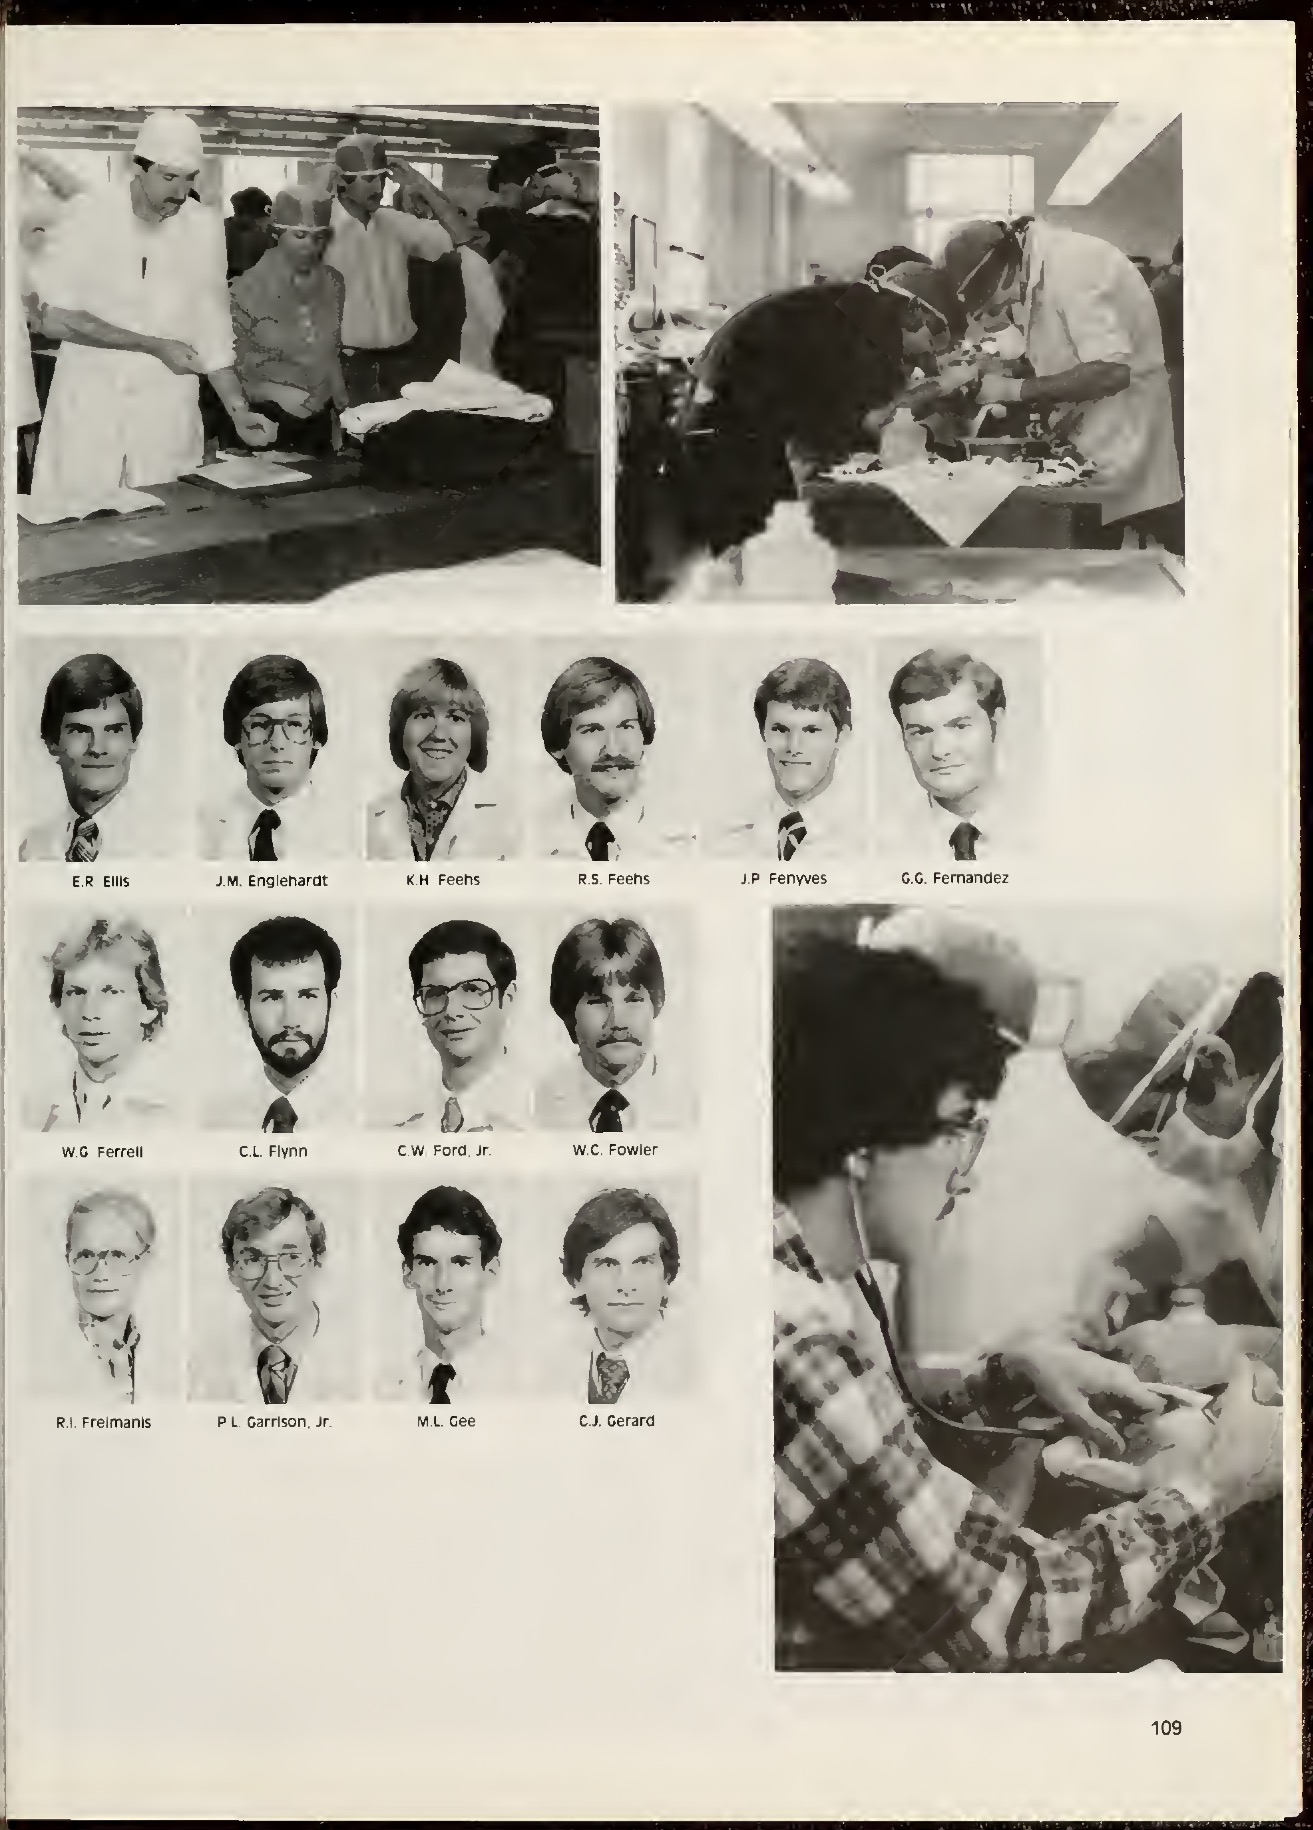 E.R. Ellis
J.M. Englehardt
K.H. Feehs
R.S. Feehs
J.P. Fenyves
G.G. Fernandez
W.G. Ferrell
C.L. Flynn
C.W. Ford, Jr.
W.C. Fowler
R.I. Freimanis
P.L. Garrison, Jr.
M.L. Gee
C.J. Gerard
109